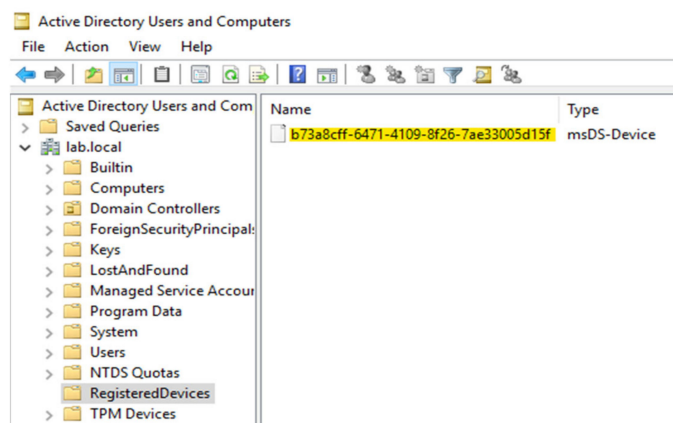 Active Directory Users and Computers
File Action View Help
Active Directory Users and Com
Saved Queries
lab.local
Builtin
Computers
Domain Controllers
ForeignSecurityPrincipals
Keys
LostAndFound
Managed Service Accour
Program Data
System
Users
NTDS Quotas
RegisteredDevices
TPM Devices
Name Type
b73a8cff-6471-4109-8f26-7ae33005d15f msDS-Device